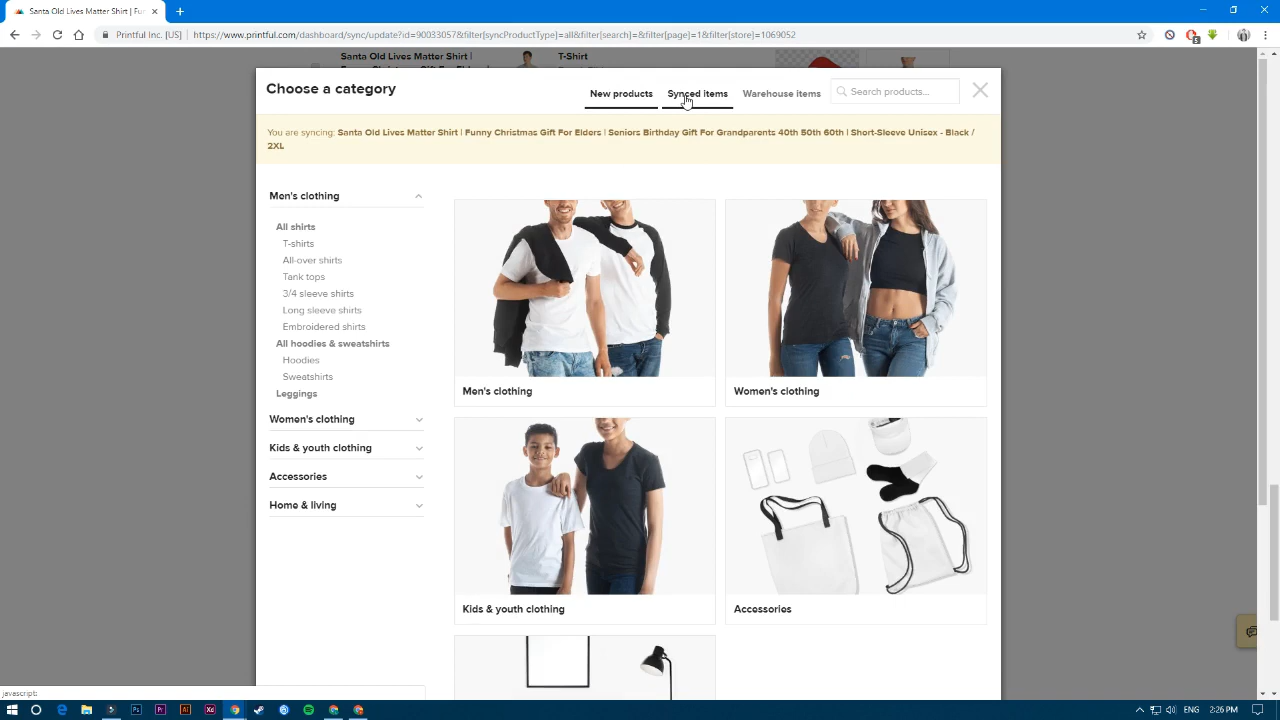 Santa Old Lives Matter Shirt | Fun
Printful Inc. [US] | https://www.printful.com/dashboard/sync/update?id=90033057&filter[syncProductType]=all&filter[search]=&filter[page]=1&filter[store]=1069052
Santa Old Lives Matter Shirt |
T-Shirt
Choose a category
New products
Synced items
Warehouse items
Search products...
You are syncing: Santa Old Lives Matter Shirt | Funny Christmas Gift For Elders | Seniors Birthday Gift For Grandparents 40th 50th 60th | Short-Sleeve Unisex - Black /
2XL
Men's clothing
All shirts
T-shirts
All-over shirts
Tank tops
3/4 sleeve shirts
Long sleeve shirts
Embroidered shirts
All hoodies & sweatshirts
Hoodies
Sweatshirts
Leggings
Women's clothing
Kids & youth clothing
Accessories
Home & living
Men's clothing
Women's clothing
Kids & youth clothing
Accessories
javascript:
ENG
2:26 PM